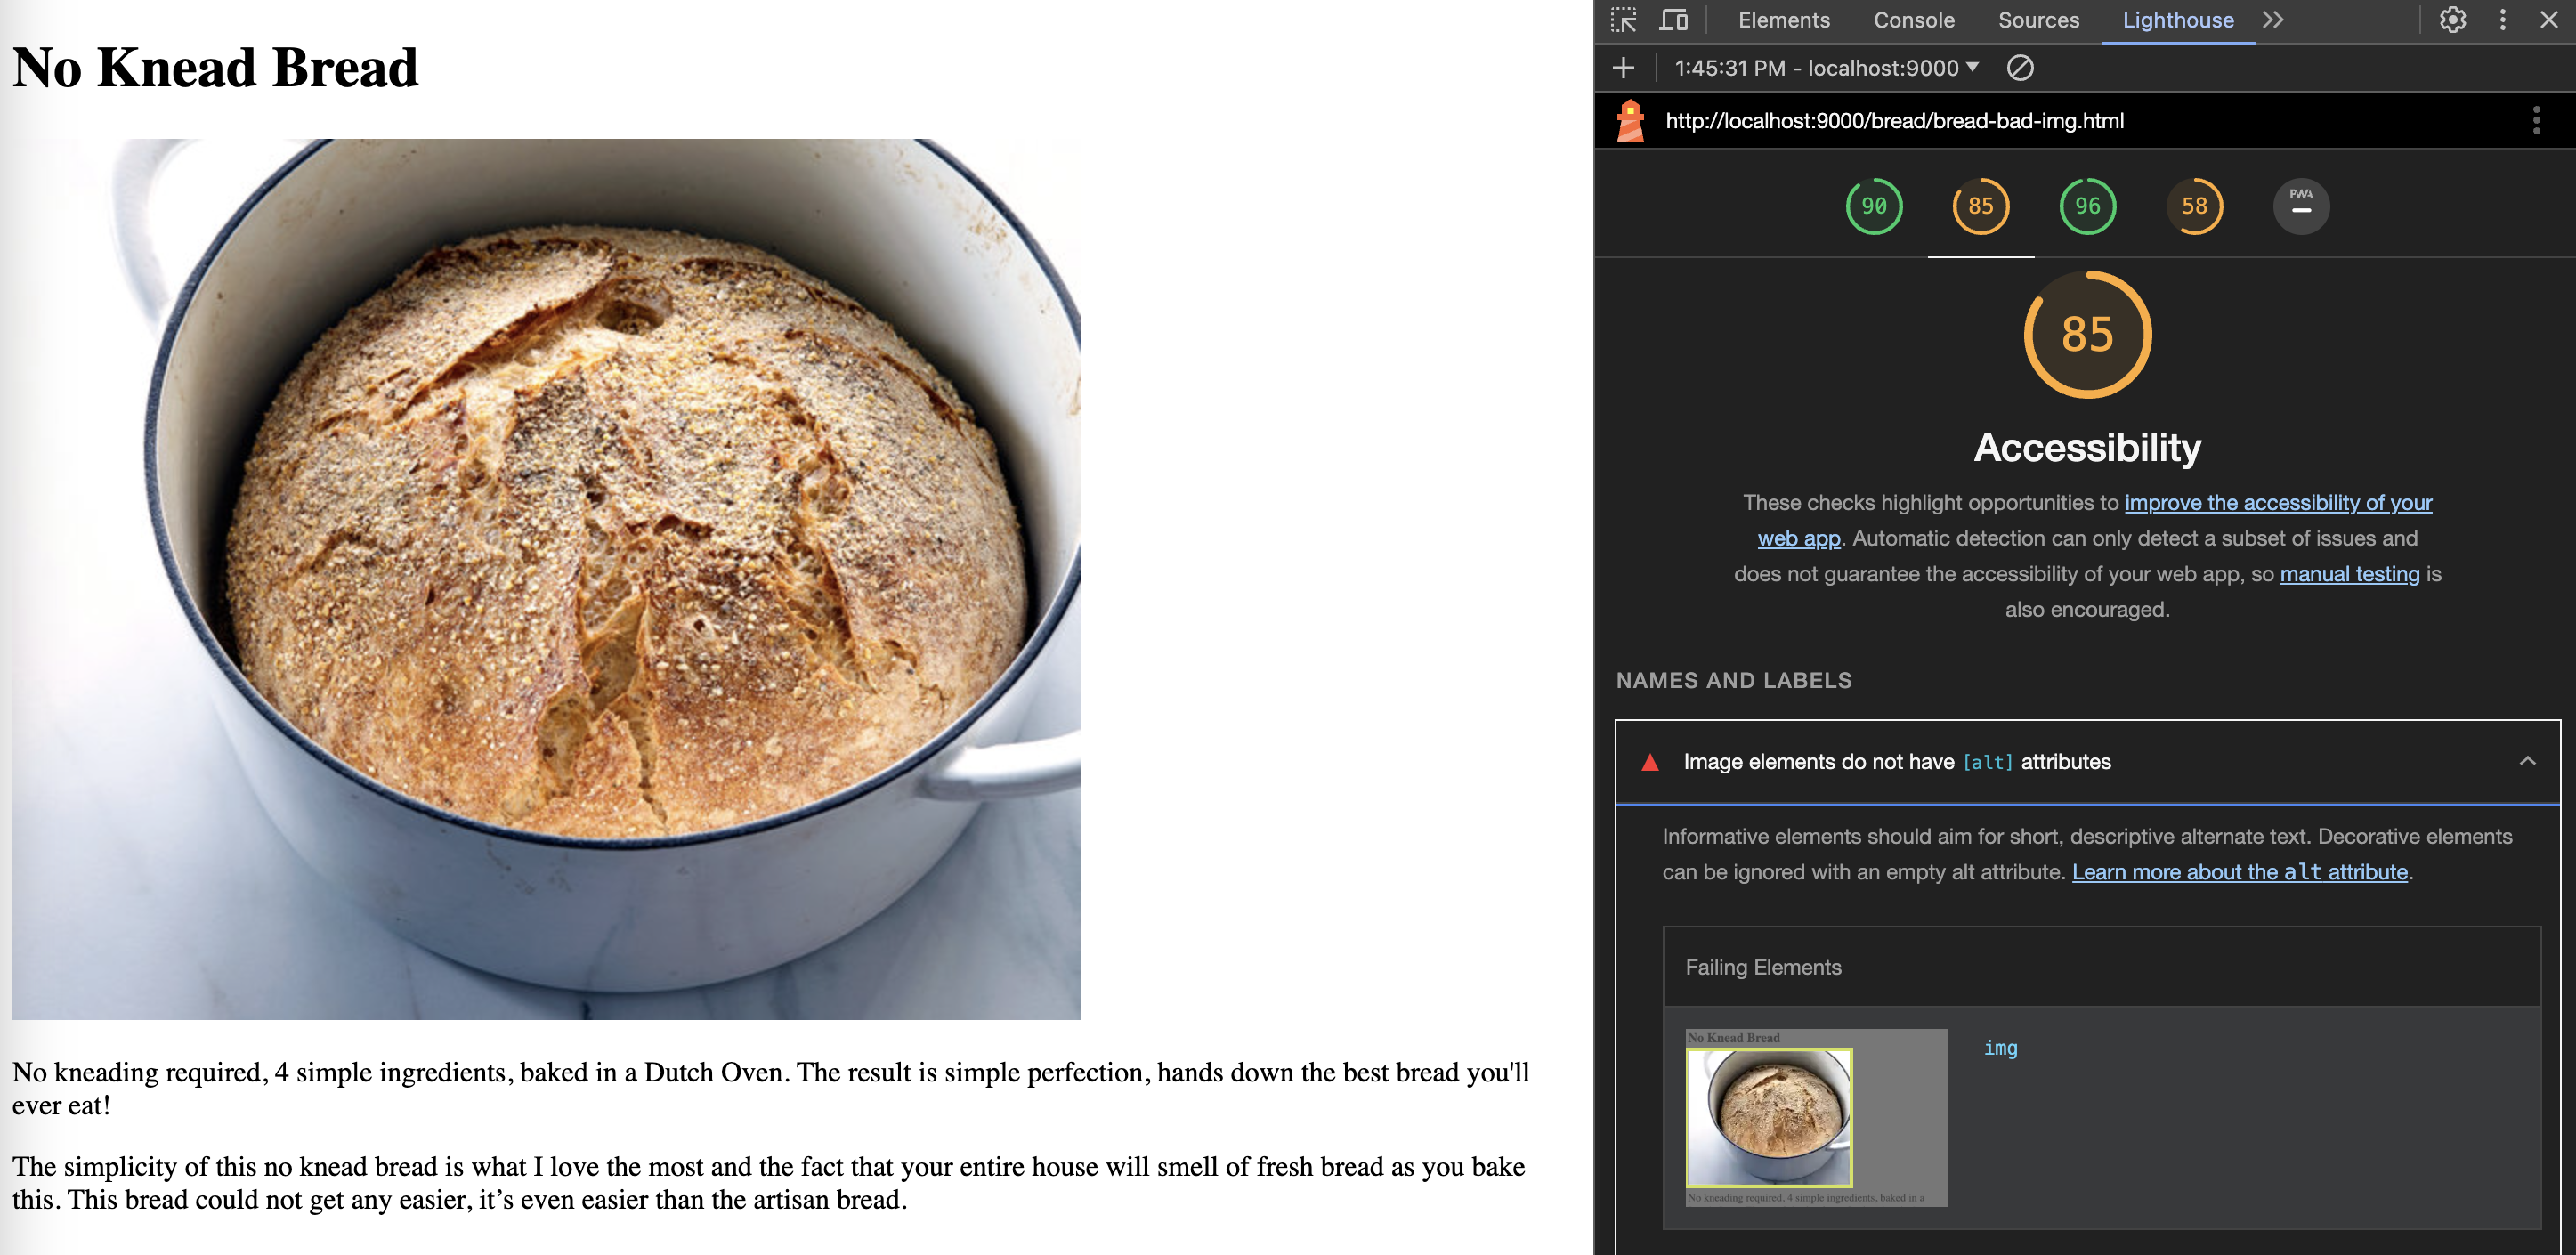 No Knead Bread
No kneading required, 4 simple ingredients, baked in a Dutch Oven. The result is simple perfection, hands down the best bread you'll
ever eat!
The simplicity of this no knead bread is what I love the most and the fact that your entire house will smell of fresh bread as you bake
this. This bread could not get any easier, it’s even easier than the artisan bread.
Elements Console Sources Lighthouse
1:45:31 PM - localhost:9000
http://localhost:9000/bread/bread-bad-img.html
90 85 96 58 PWA
85
Accessibility
These checks highlight opportunities to improve the accessibility of your
web app. Automatic detection can only detect a subset of issues and
does not guarantee the accessibility of your web app, so manual testing is
also encouraged.
NAMES AND LABELS
Image elements do not have [alt] attributes
Informative elements should aim for short, descriptive alternate text. Decorative elements
can be ignored with an empty alt attribute. Learn more about the alt attribute.
Failing Elements
No Knead Bread
img
No kneading required, 4 simple ingredients, baked in a